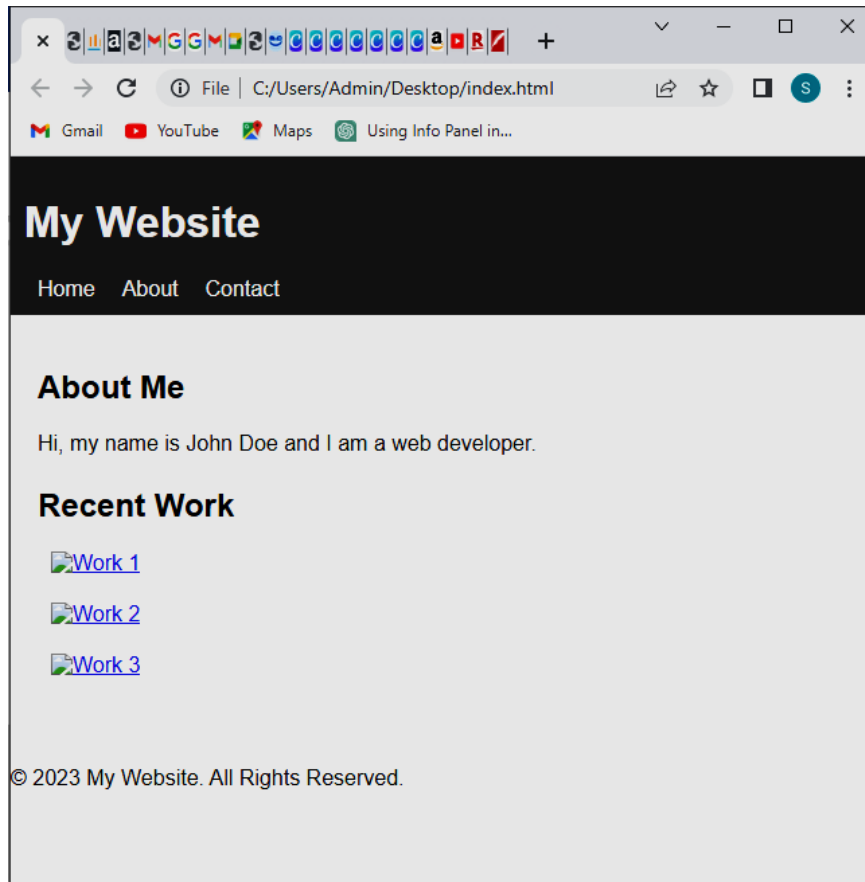 File | C:/Users/Admin/Desktop/index.html
S
Gmail YouTube Maps Using Info Panel in...
My Website
Home About Contact
About Me
Hi, my name is John Doe and I am a web developer.
Recent Work
Work 1
Work 2
Work 3
© 2023 My Website. All Rights Reserved.